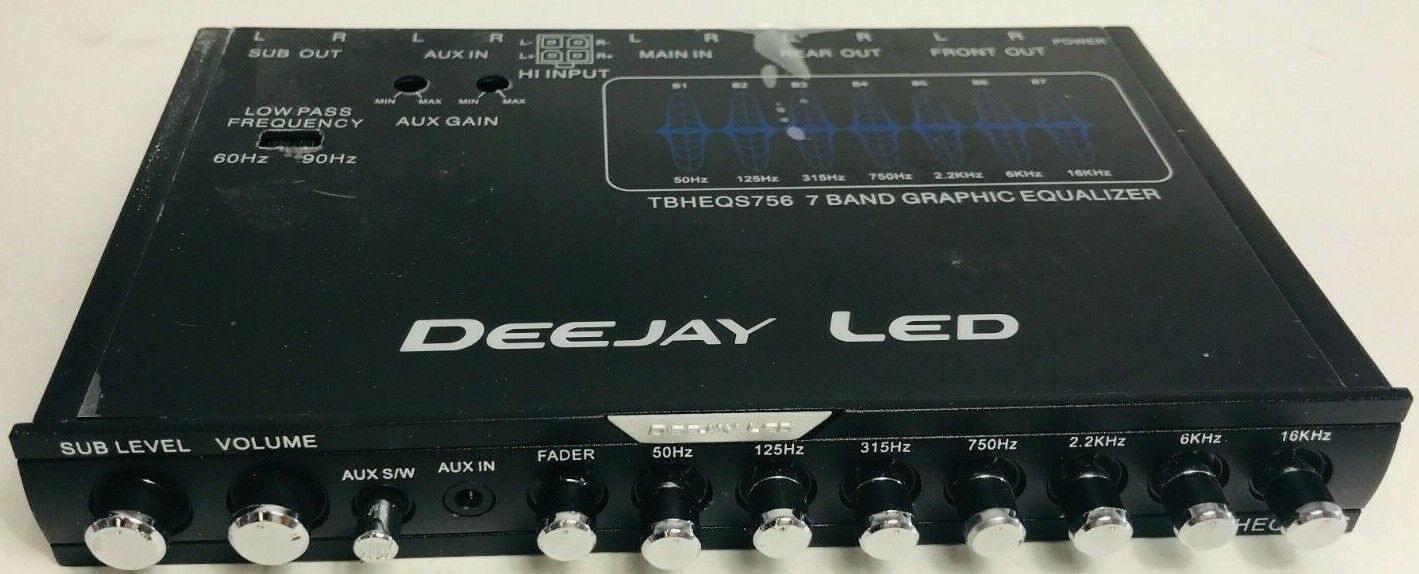 L R L R L- R- L R L R L R
SUB OUT AUX IN L+ R+ MAIN IN REAR OUT FRONT OUT POWER
HI INPUT
MIN MAX MIN MAX
AUX GAIN
LOW PASS
FREQUENCY
60Hz 90Hz
B1 B2 B3 B4 B5 B6 B7
50Hz 125Hz 315Hz 750Hz 2.2KHz 6KHz 16KHz
TBHEQS756 7 BAND GRAPHIC EQUALIZER
DEEJAY LED
DEEJAY LED
SUB LEVEL VOLUME AUX S/W AUX IN FADER 50Hz 125Hz 315Hz 750Hz 2.2KHz 6KHz 16KHz